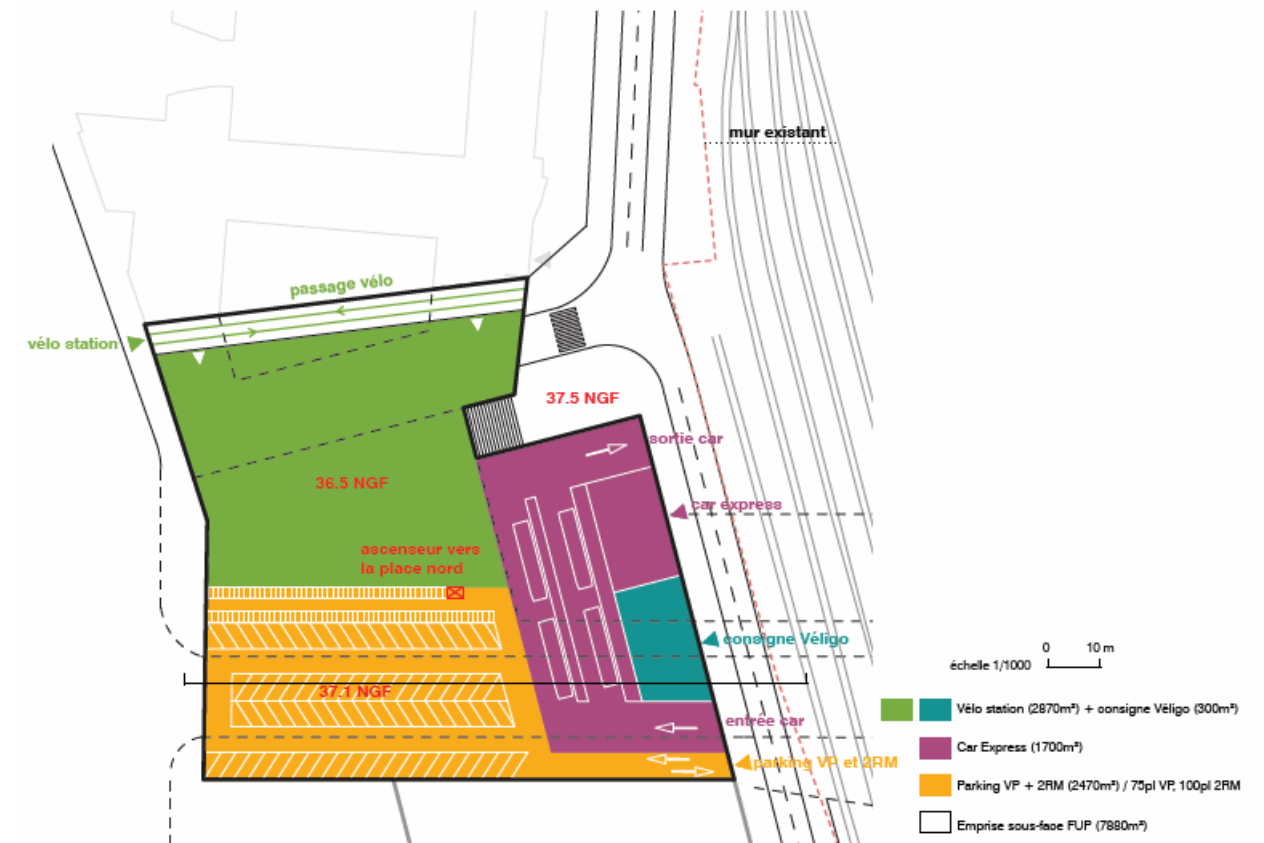 mur existant
passage vélo
vélo station
37.5 NGF
sortie car
36.5 NGF
car express
ascenseur vers
la place nord
consigne Véligo
0 10 m
échelle 1/1000
37.1 NGF
Vélo station (2870m²) + consigne Véligo (300m²)
entrée car
Car Express (1700m²)
parking VP et 2RM
Parking VP + 2RM (2470m²) / 75pl VP, 100pl 2RM
Emprise sous-face FUP (7880m²)